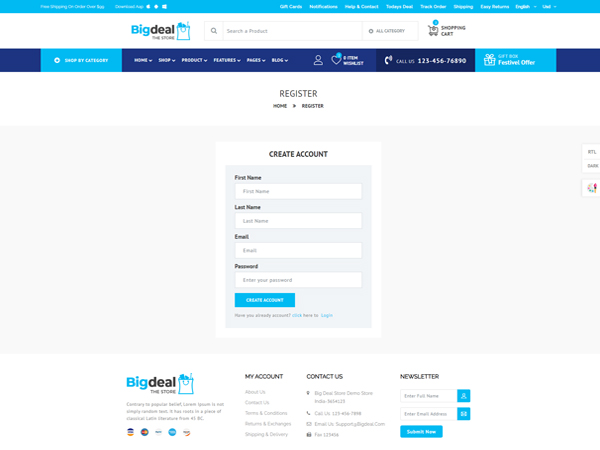 Free Shipping On Order Over $99
Download App
Gift Cards
Notifications
Help & Contact
Todays Deal
Track Order
Shipping
Easy Returns
English
Usd
Bigdeal
THE STORE
Search a Product
ALL CATEGORY
SHOPPING
CART
SHOP BY CATEGORY
HOME
SHOP
PRODUCT
FEATURES
PAGES
BLOG
0 ITEM
WISHLIST
CALL US 123-456-76890
GIFT BOX
Festivel Offer
REGISTER
HOME » REGISTER
RTL
DARK
CREATE ACCOUNT
First Name
First Name
Last Name
Last Name
Email
Email
Password
Enter your password
CREATE ACCOUNT
Have you already account? Click here to Login
Bigdeal
THE STORE
Contrary to popular belief, Lorem Ipsum is not
simply random text. It has roots in a piece of
classical Latin literature from 45 BC.
MY ACCOUNT
About Us
Contact Us
Terms & Conditions
Returns & Exchanges
Shipping & Delivery
CONTACT US
Big Deal Store Demo Store
India-3654123
Call Us: 123-456-7898
Email Us: Support@Bigdeal.Com
Fax 123456
NEWSLETTER
Enter Full Name
Enter Email Address
Submit Now